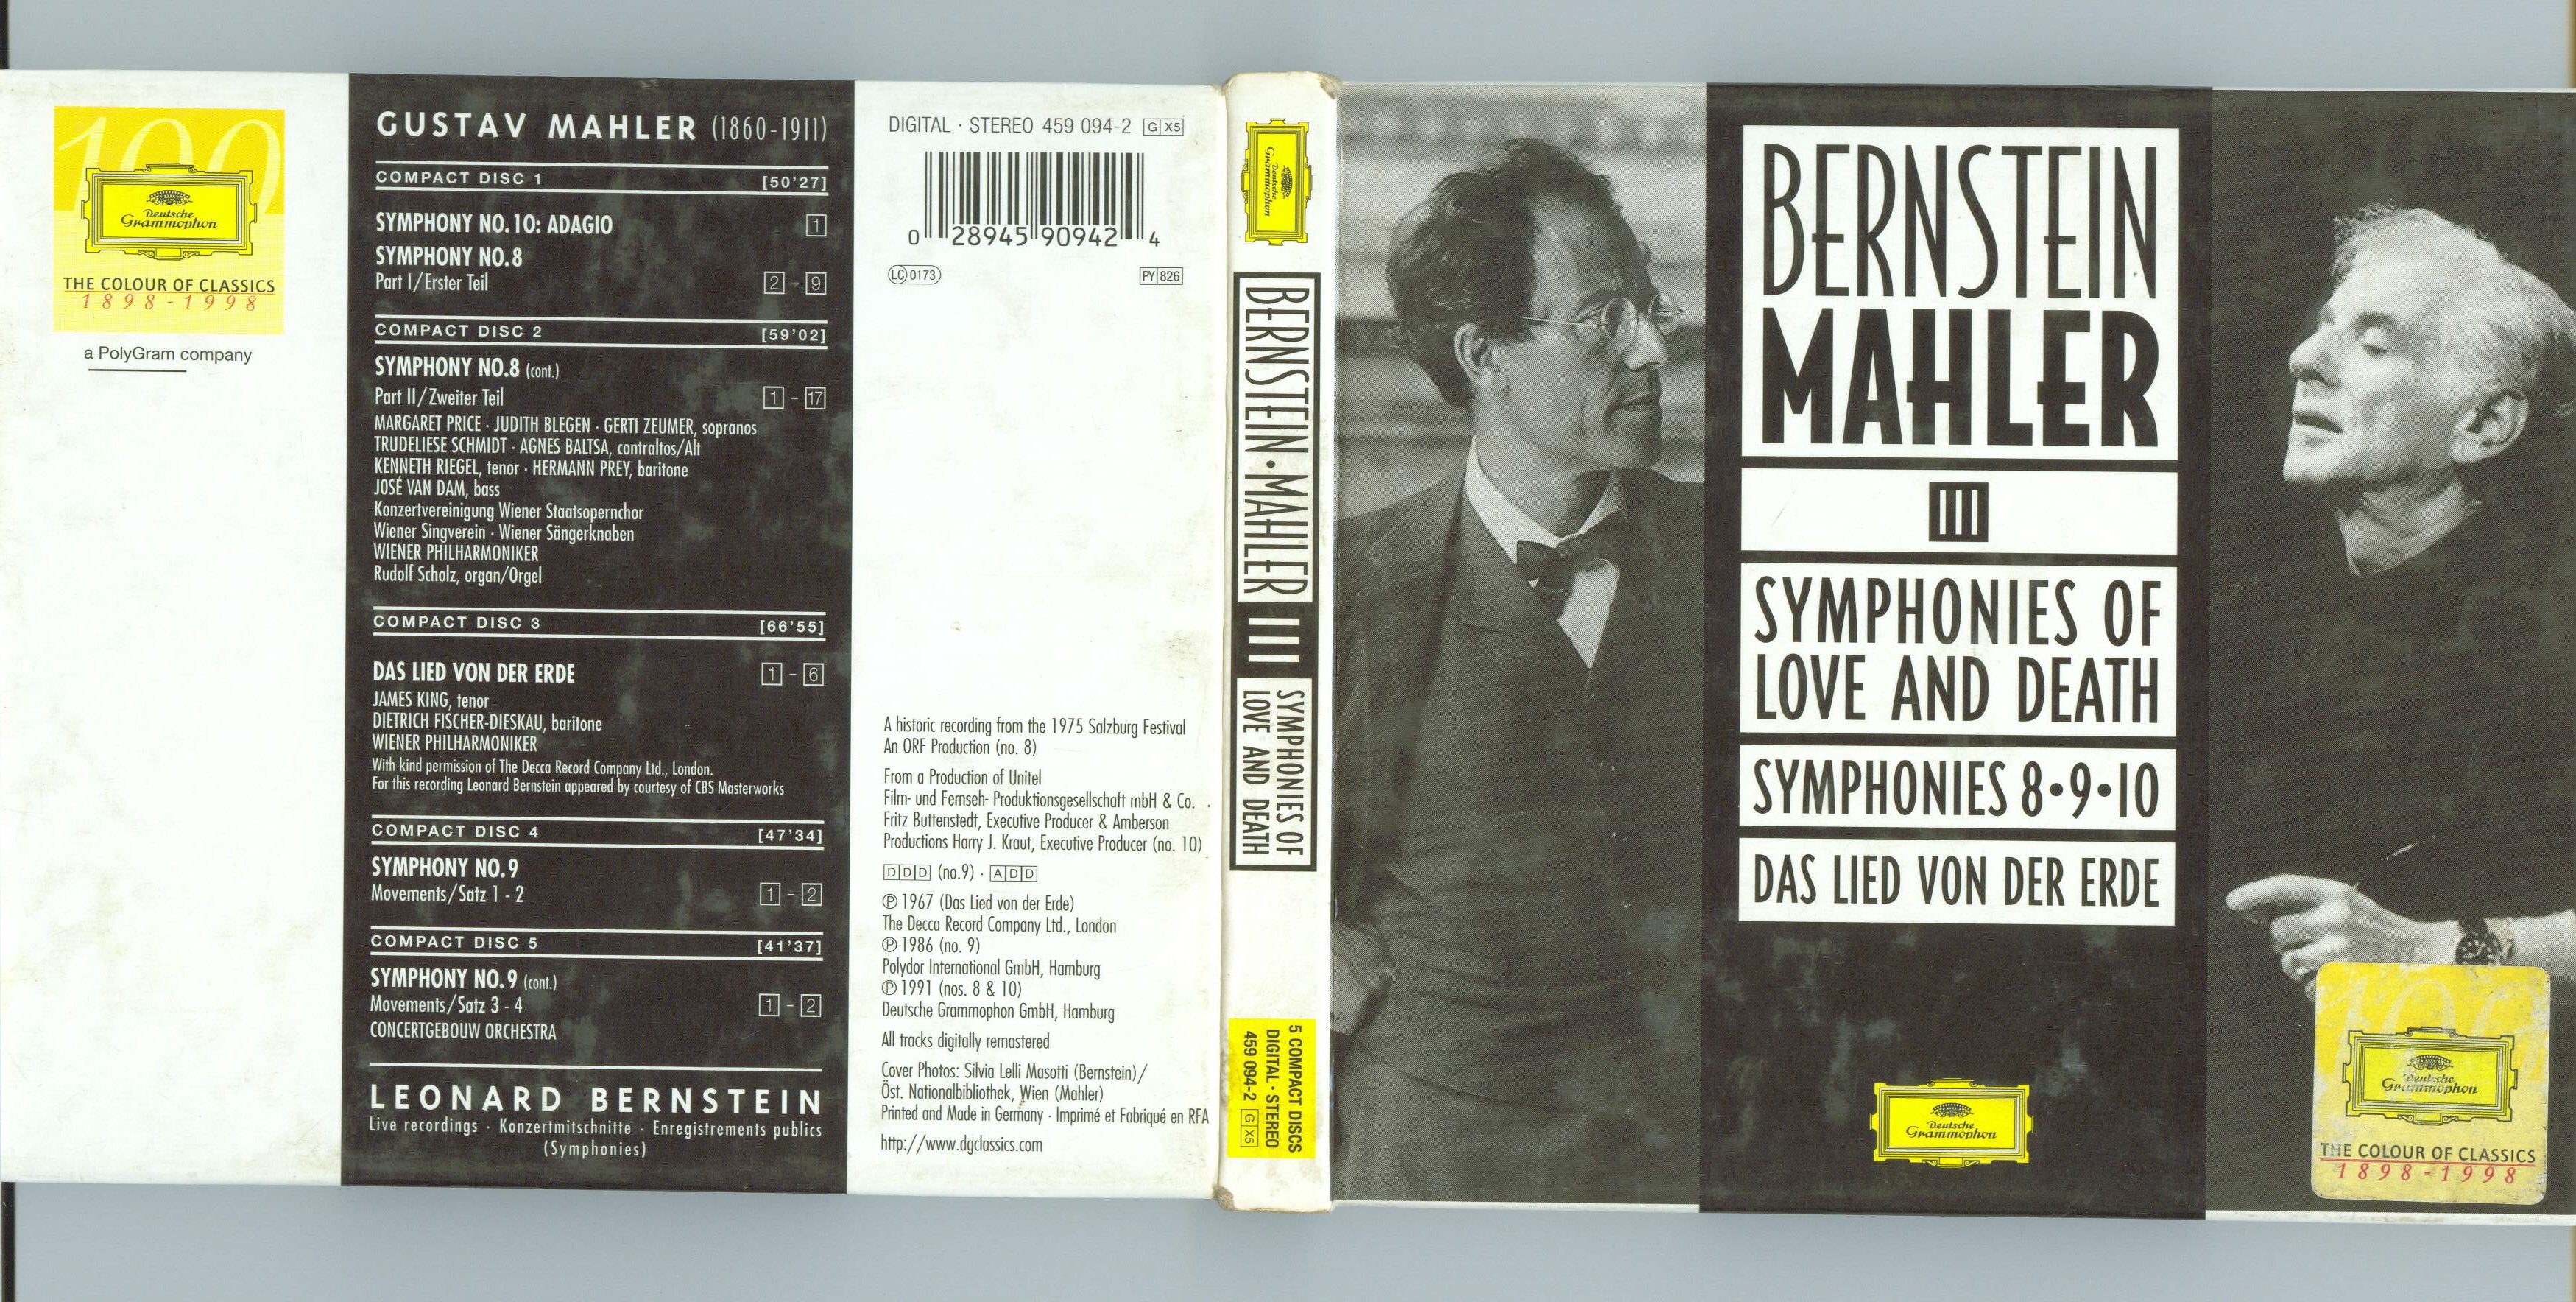 100
Deutsche
Grammophon
THE COLOUR OF CLASSICS
1898-1998
a PolyGram company
GUSTAV MAHLER (1860-1911)
COMPACT DISC 1 [50'27]
SYMPHONY NO.10: ADAGIO 1
SYMPHONY NO.8
Part I/Erster Teil 2 - 9
COMPACT DISC 2 [59'02]
SYMPHONY NO.8 (cont.)
Part II/Zweiter Teil 1 - 17
MARGARET PRICE · JUDITH BLEGEN · GERTI ZEUMER, sopranos
TRUDELIESE SCHMIDT · AGNES BALTSA, contraltos/Alt
KENNETH RIEGEL, tenor · HERMANN PREY, baritone
JOSÉ VAN DAM, bass
Konzertvereinigung Wiener Staatsopernchor
Wiener Singverein · Wiener Sängerknaben
WIENER PHILHARMONIKER
Rudolf Scholz, organ/Orgel
COMPACT DISC 3 [66'55]
DAS LIED VON DER ERDE 1 - 6
JAMES KING, tenor
DIETRICH FISCHER-DIESKAU, baritone
WIENER PHILHARMONIKER
With kind permission of The Decca Record Company Ltd., London.
For this recording Leonard Bernstein appeared by courtesy of CBS Masterworks
COMPACT DISC 4 [47'34]
SYMPHONY NO.9
Movements/Satz 1 - 2 1 - 2
COMPACT DISC 5 [41'37]
SYMPHONY NO.9 (cont.)
Movements/Satz 3 - 4 1 - 2
CONCERTGEBOUW ORCHESTRA
LEONARD BERNSTEIN
Live recordings · Konzertmitschnitte · Enregistrements publics
(Symphonies)
DIGITAL · STEREO 459 094-2 G X5
0 28945 90942 4
LC 0173 PY 826
A historic recording from the 1975 Salzburg Festival
An ORF Production (no. 8)
From a Production of Unitel
Film- und Fernseh- Produktionsgesellschaft mbH & Co.
Fritz Buttenstedt, Executive Producer & Amberson
Productions Harry J. Kraut, Executive Producer (no. 10)
DDD (no.9) · ADD
℗ 1967 (Das Lied von der Erde)
The Decca Record Company Ltd., London
℗ 1986 (no. 9)
Polydor International GmbH, Hamburg
℗ 1991 (nos. 8 & 10)
Deutsche Grammophon GmbH, Hamburg
All tracks digitally remastered
Cover Photos: Silvia Lelli Masotti (Bernstein)/
Öst. Nationalbibliothek, Wien (Mahler)
Printed and Made in Germany · Imprimé et Fabriqué en RFA
http://www.dgclassics.com
Deutsche
Grammophon
BERNSTEIN·MAHLER III
SYMPHONIES OF
LOVE AND DEATH
5 COMPACT DISCS
DIGITAL · STEREO
459 094-2 G X5
BERNSTEIN
MAHLER
III
SYMPHONIES OF
LOVE AND DEATH
SYMPHONIES 8·9·10
DAS LIED VON DER ERDE
Deutsche
Grammophon
100
Deutsche
Grammophon
THE COLOUR OF CLASSICS
1898-1998